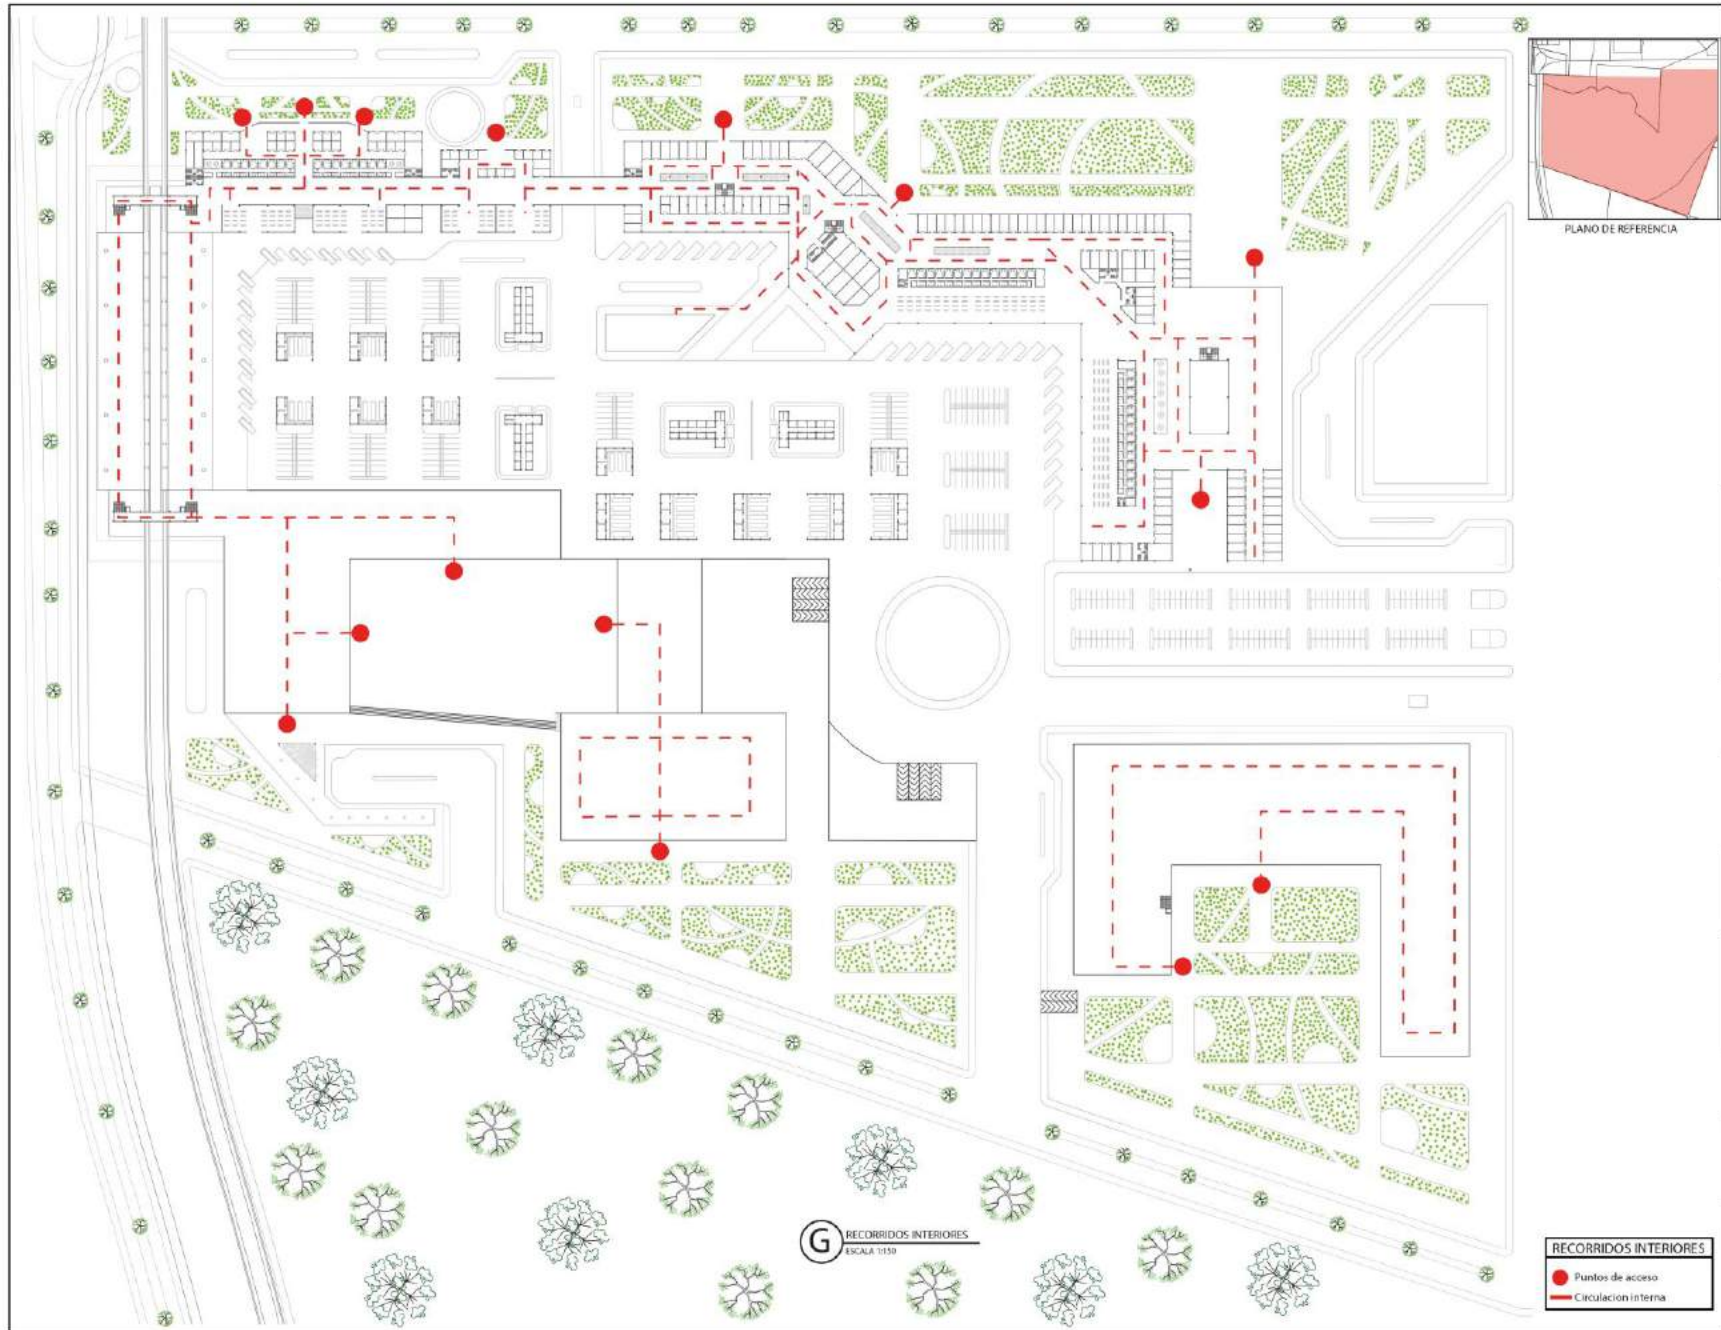 PLANO DE REFERENCIA
G
RECORRIDOS INTERIORES
ESCALA 1:150
RECORRIDOS INTERIORES
Puntos de acceso
Circulacion interna